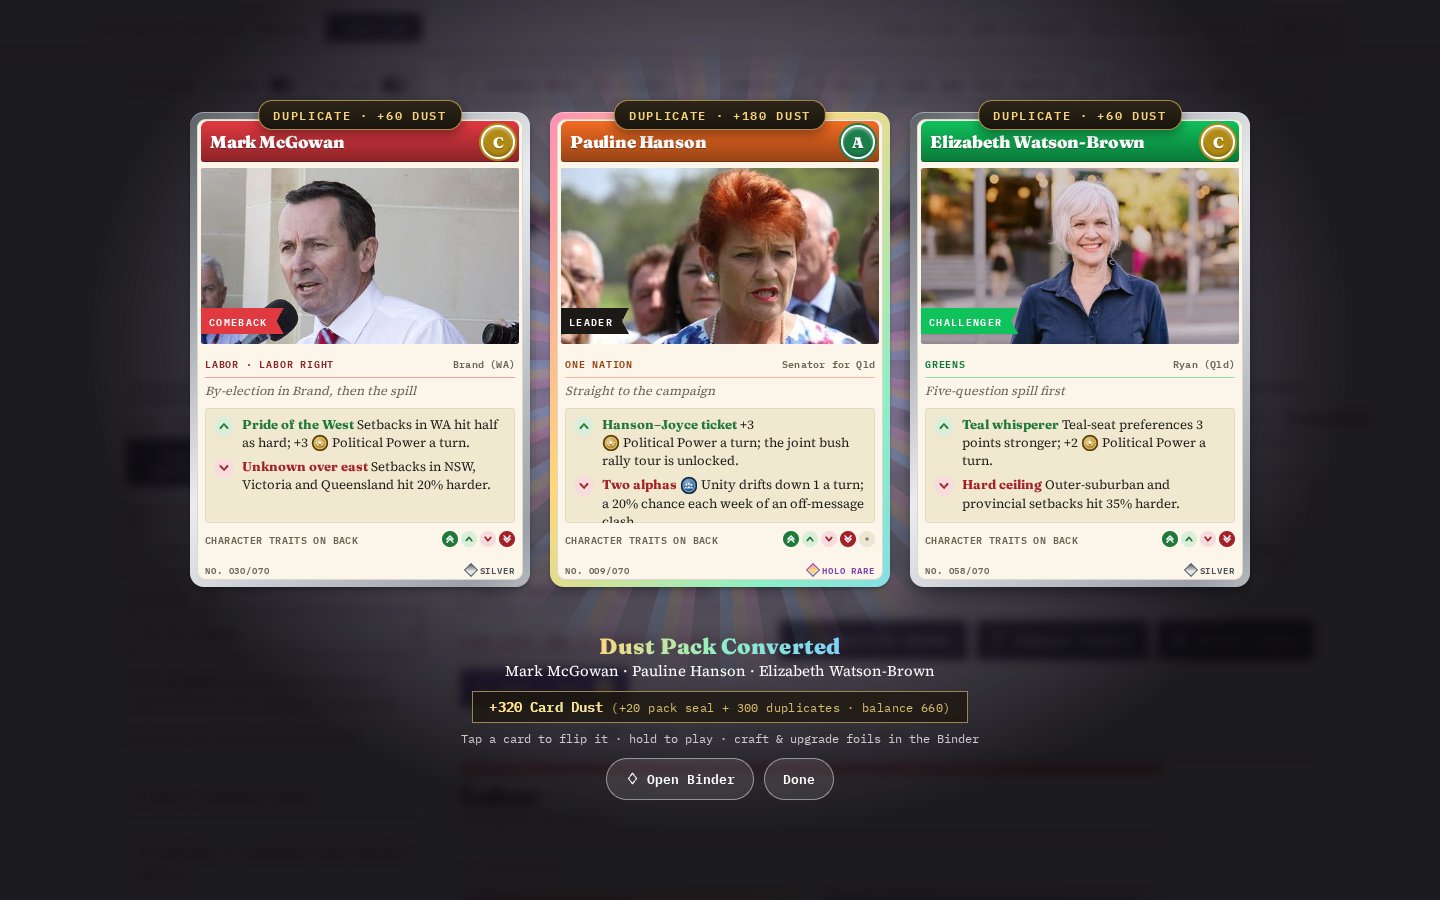 DUPLICATE · +60 DUST
Mark McGowan
C
COMEBACK
LABOR · LABOR RIGHT
Brand (WA)
By-election in Brand, then the spill
Pride of the West Setbacks in WA hit half
as hard; +3 Political Power a turn.
Unknown over east Setbacks in NSW,
Victoria and Queensland hit 20% harder.
CHARACTER TRAITS ON BACK
NO. 030/070
SILVER
DUPLICATE · +180 DUST
Pauline Hanson
A
LEADER
ONE NATION
Senator for Qld
Straight to the campaign
Hanson–Joyce ticket +3
Political Power a turn; the joint bush
rally tour is unlocked.
Two alphas Unity drifts down 1 a turn;
a 20% chance each week of an off-message
clash.
CHARACTER TRAITS ON BACK
NO. 009/070
HOLO RARE
DUPLICATE · +60 DUST
Elizabeth Watson-Brown
C
CHALLENGER
GREENS
Ryan (Qld)
Five-question spill first
Teal whisperer Teal-seat preferences 3
points stronger; +2 Political Power a
turn.
Hard ceiling Outer-suburban and
provincial setbacks hit 35% harder.
CHARACTER TRAITS ON BACK
NO. 058/070
SILVER
Dust Pack Converted
Mark McGowan · Pauline Hanson · Elizabeth Watson-Brown
+320 Card Dust (+20 pack seal + 300 duplicates · balance 660)
Tap a card to flip it · hold to play · craft & upgrade foils in the Binder
Open Binder
Done